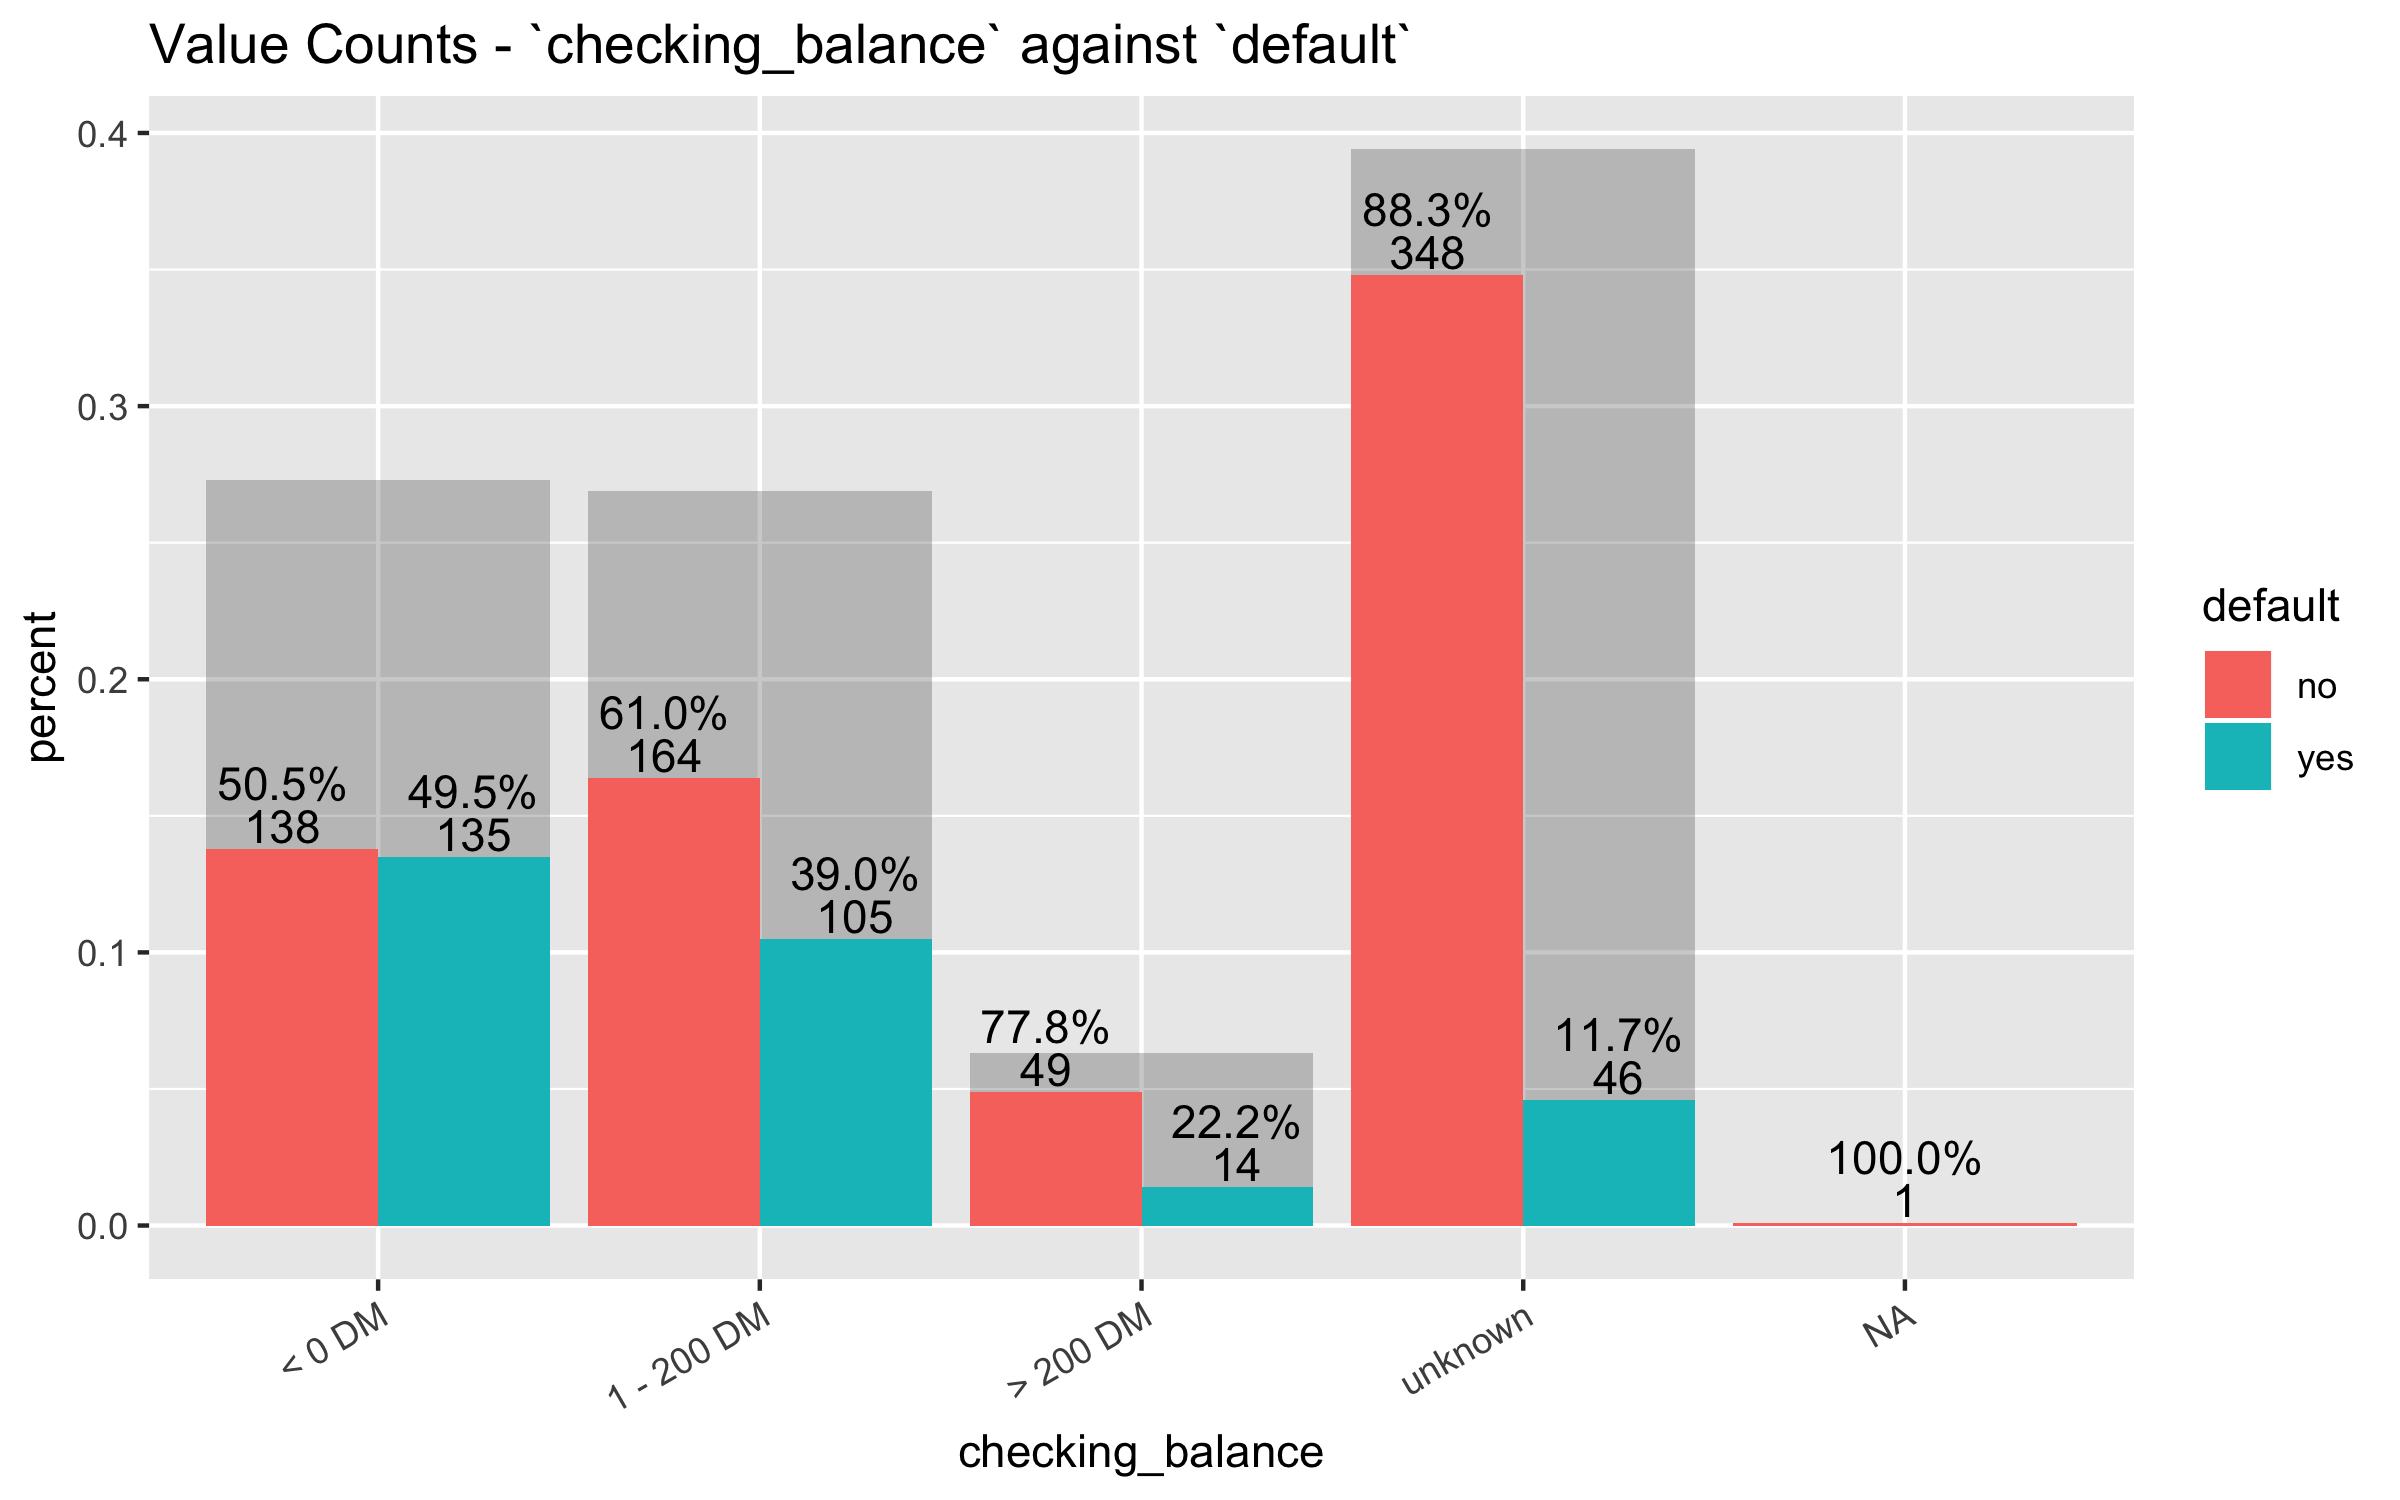 Value Counts - `checking_balance` against `default`
percent
0.4
0.3
0.2
0.1
0.0
50.5%
138
49.5%
135
61.0%
164
39.0%
105
77.8%
49
22.2%
14
88.3%
348
11.7%
46
100.0%
1
< 0 DM
1 - 200 DM
> 200 DM
unknown
NA
checking_balance
default
no
yes